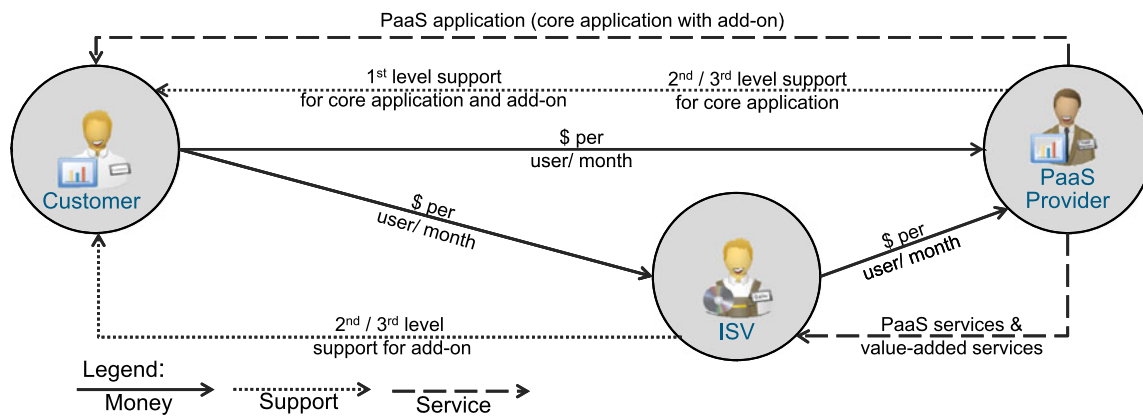 PaaS application (core application with add-on)
1st level support
for core application and add-on
2nd / 3rd level support
for core application
$ per
user/ month
Customer
PaaS
Provider
$ per
user/ month
$ per
user/ month
ISV
2nd / 3rd level
support for add-on
PaaS services &
value-added services
Legend:
Money
Support
Service